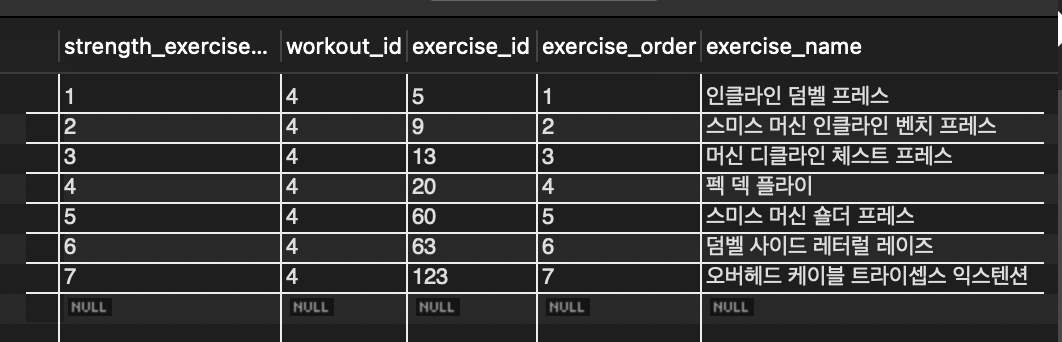 strength_exercise... workout_id exercise_id exercise_order exercise_name
1 4 5 1 인클라인 덤벨 프레스
2 4 9 2 스미스 머신 인클라인 벤치 프레스
3 4 13 3 머신 디클라인 체스트 프레스
4 4 20 4 펙 덱 플라이
5 4 60 5 스미스 머신 숄더 프레스
6 4 63 6 덤벨 사이드 레터럴 레이즈
7 4 123 7 오버헤드 케이블 트라이셉스 익스텐션
NULL NULL NULL NULL NULL